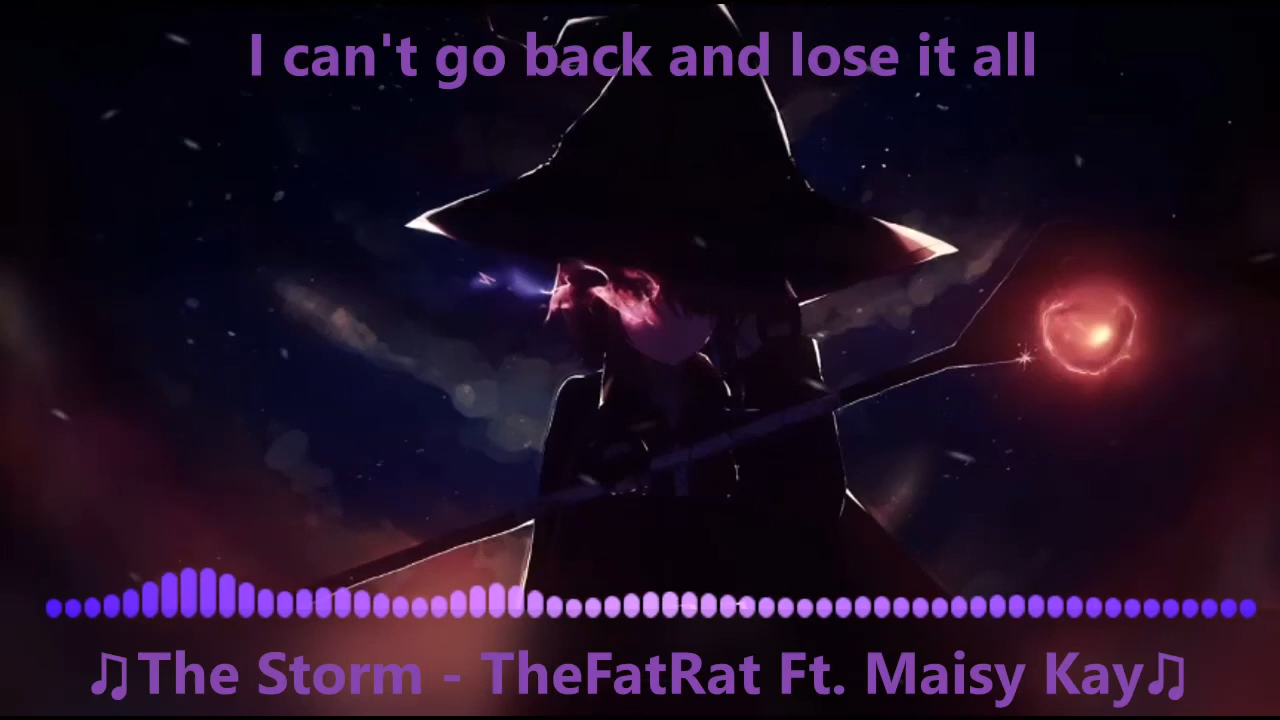 I can't go back and lose it all
♫The Storm - TheFatRat Ft. Maisy Kay♫